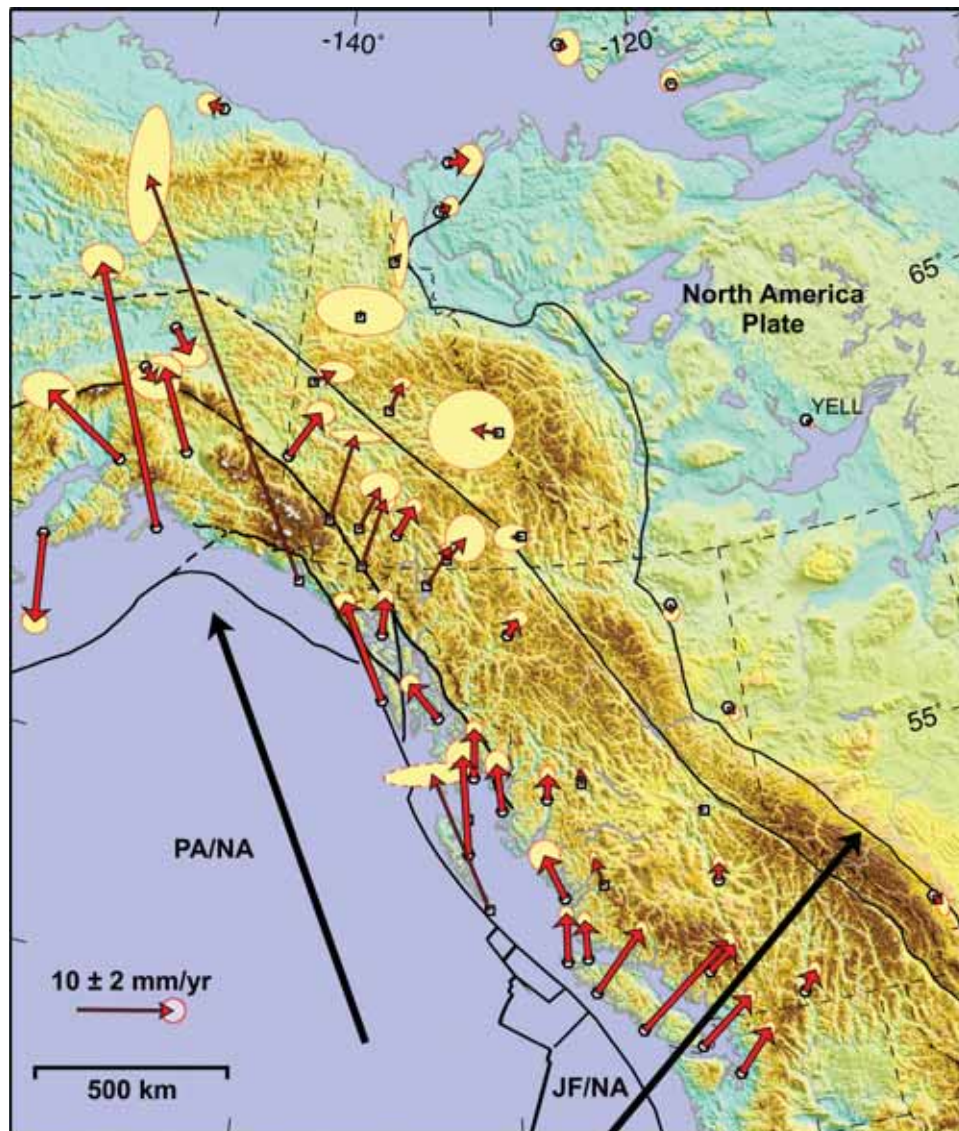 -140°
-120°
65°
North America
Plate
YELL
55°
PA/NA
10 ± 2 mm/yr
500 km
JF/NA